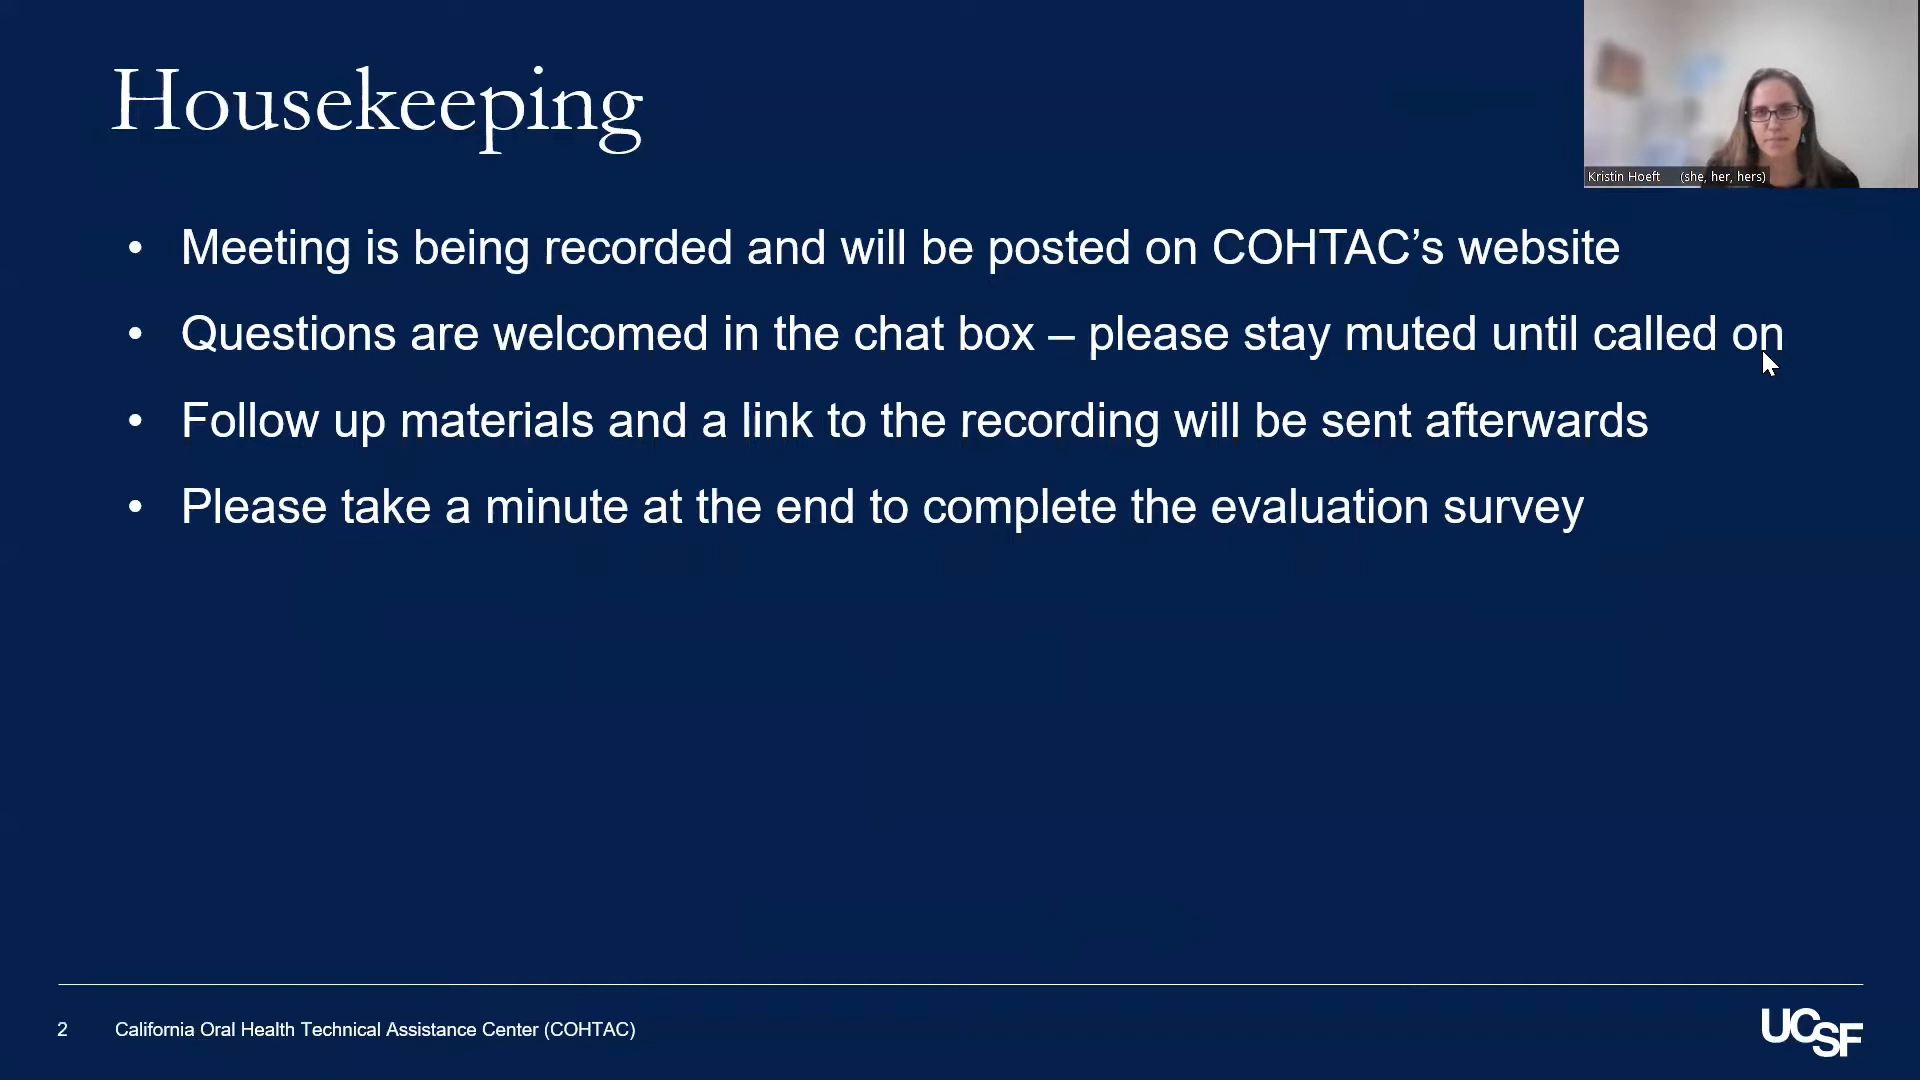 Housekeeping
Kristin Hoeft (she, her, hers)
• Meeting is being recorded and will be posted on COHTAC’s website
• Questions are welcomed in the chat box – please stay muted until called on
• Follow up materials and a link to the recording will be sent afterwards
• Please take a minute at the end to complete the evaluation survey
2 California Oral Health Technical Assistance Center (COHTAC)
UCSF